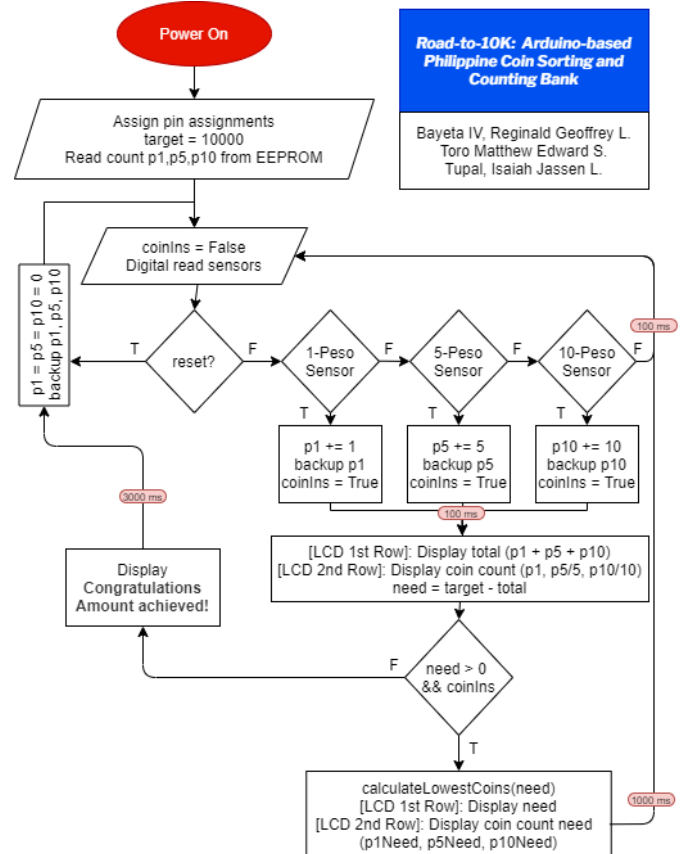 Power On
Road-to-10K: Arduino-based
Philippine Coin Sorting and
Counting Bank
Bayeta IV, Reginald Geoffrey L.
Toro Matthew Edward S.
Tupal, Isaiah Jassen L.
Assign pin assignments
target = 10000
Read count p1,p5,p10 from EEPROM
coinIns = False
Digital read sensors
p1 = p5 = p10 = 0
backup p1, p5, p10
T
reset?
F
1-Peso
Sensor
F
5-Peso
Sensor
F
10-Peso
Sensor
F
100 ms
T
T
T
p1 += 1
backup p1
coinIns = True
p5 += 5
backup p5
coinIns = True
p10 += 10
backup p10
coinIns = True
100 ms
3000 ms
[LCD 1st Row]: Display total (p1 + p5 + p10)
[LCD 2nd Row]: Display coin count (p1, p5/5, p10/10)
need = target - total
Display
Congratulations
Amount achieved!
F
need > 0
&& coinIns
T
calculateLowestCoins(need)
[LCD 1st Row]: Display need
[LCD 2nd Row]: Display coin count need
(p1Need, p5Need, p10Need)
1000 ms